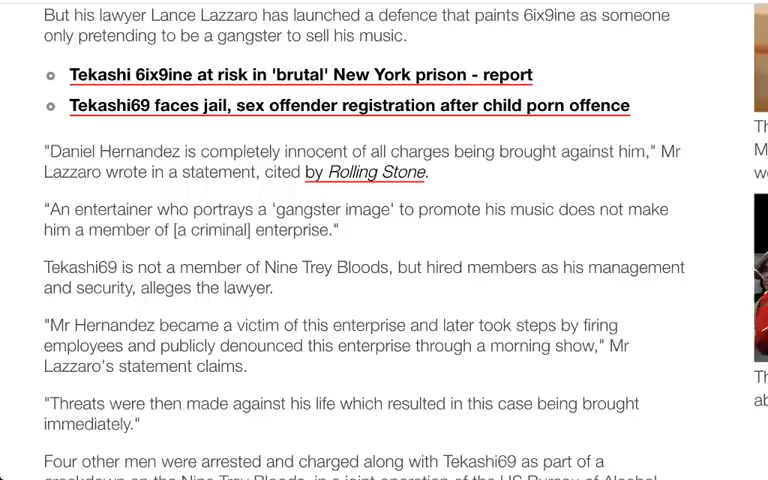 But his lawyer Lance Lazzaro has launched a defence that paints 6ix9ine as someone
only pretending to be a gangster to sell his music.
Tekashi 6ix9ine at risk in 'brutal' New York prison - report
Tekashi69 faces jail, sex offender registration after child porn offence
"Daniel Hernandez is completely innocent of all charges being brought against him," Mr
Lazzaro wrote in a statement, cited by Rolling Stone.
"An entertainer who portrays a 'gangster image' to promote his music does not make
him a member of [a criminal] enterprise."
Tekashi69 is not a member of Nine Trey Bloods, but hired members as his management
and security, alleges the lawyer.
"Mr Hernandez became a victim of this enterprise and later took steps by firing
employees and publicly denounced this enterprise through a morning show," Mr
Lazzaro's statement claims.
"Threats were then made against his life which resulted in this case being brought
immediately."
Four other men were arrested and charged along with Tekashi69 as part of a